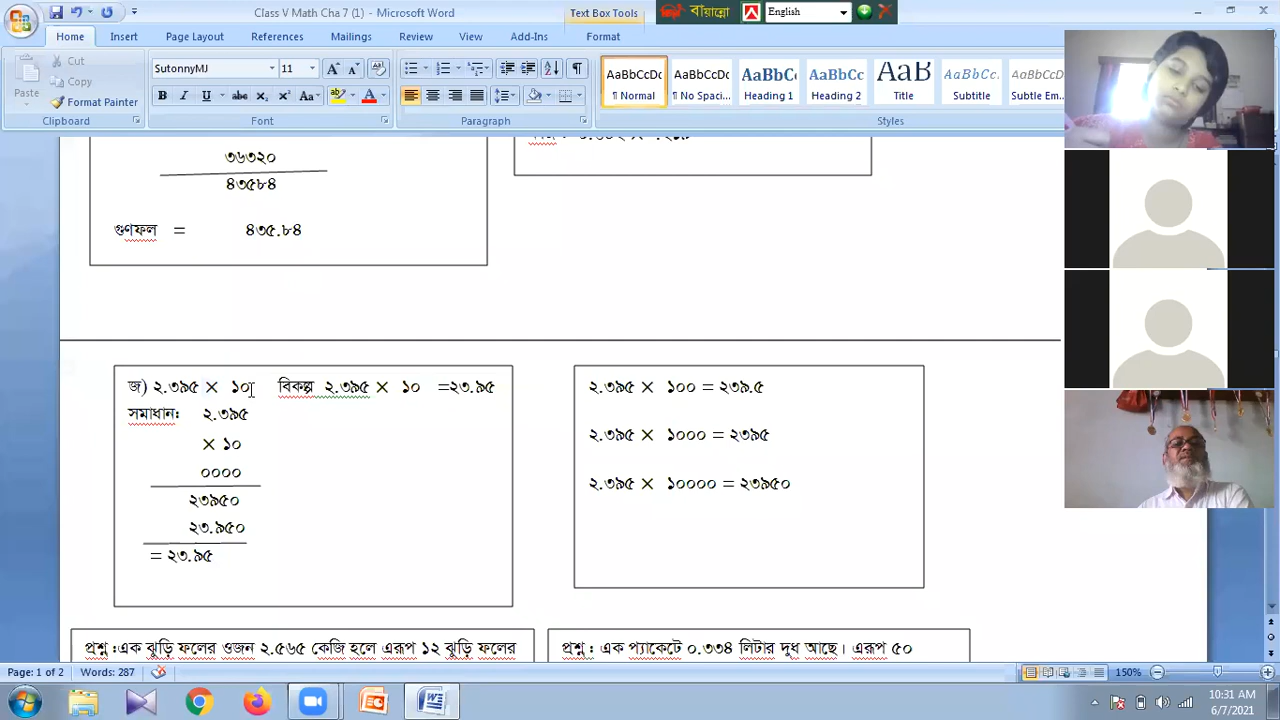 Class V Math Cha 7 (1) - Microsoft Word
Text Box Tools
English
Home Insert Page Layout References Mailings Review View Add-Ins Format
Cut
Copy
Paste
Format Painter
SutonnyMJ 11
AaBbCcDc AaBbCcDc AaBbC AaBbCc AaB AaBbCc. AaBbCcDc
¶ Normal ¶ No Spaci... Heading 1 Heading 2 Title Subtitle Subtle Em...
Clipboard Font Paragraph Styles
৩৬৩২০
৪৩৫৮৪
গুণফল = ৪৩৫.৮৪
জ) ২.৩৯৫ × ১০ বিকল্প ২.৩৯৫ × ১০ =২৩.৯৫
সমাধান: ২.৩৯৫
× ১০
০০০০
২৩৯৫০
২৩.৯৫০
= ২৩.৯৫
২.৩৯৫ × ১০০ = ২৩৯.৫
২.৩৯৫ × ১০০০ = ২৩৯৫
২.৩৯৫ × ১০০০০ = ২৩৯৫০
প্রশ্ন :এক ঝুড়ি ফলের ওজন ২.৫৬৫ কেজি হলে এরূপ ১২ ঝুড়ি ফলের
প্রশ্ন : এক প্যাকেটে ০.৩৩৪ লিটার দুধ আছে। এরূপ ৫০
Page: 1 of 2 Words: 287 150%
10:31 AM
6/7/2021